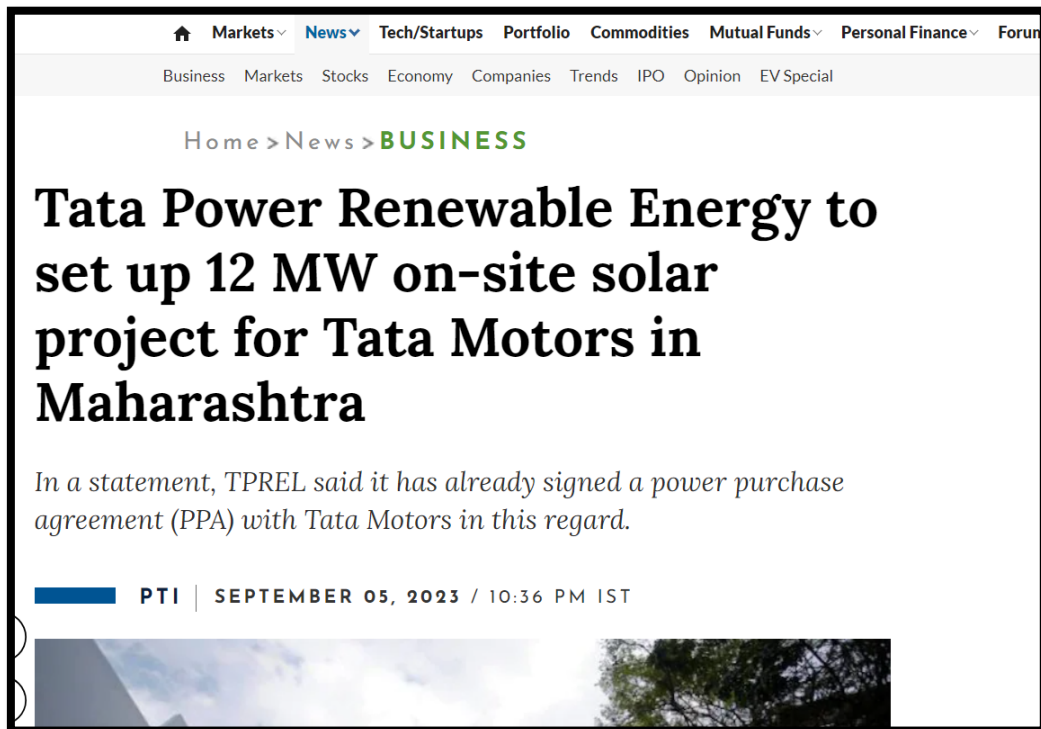 Markets News Tech/Startups Portfolio Commodities Mutual Funds Personal Finance Forum
Business Markets Stocks Economy Companies Trends IPO Opinion EV Special
Home > News > BUSINESS
Tata Power Renewable Energy to
set up 12 MW on-site solar
project for Tata Motors in
Maharashtra
In a statement, TPREL said it has already signed a power purchase
agreement (PPA) with Tata Motors in this regard.
PTI | SEPTEMBER 05, 2023 / 10:36 PM IST